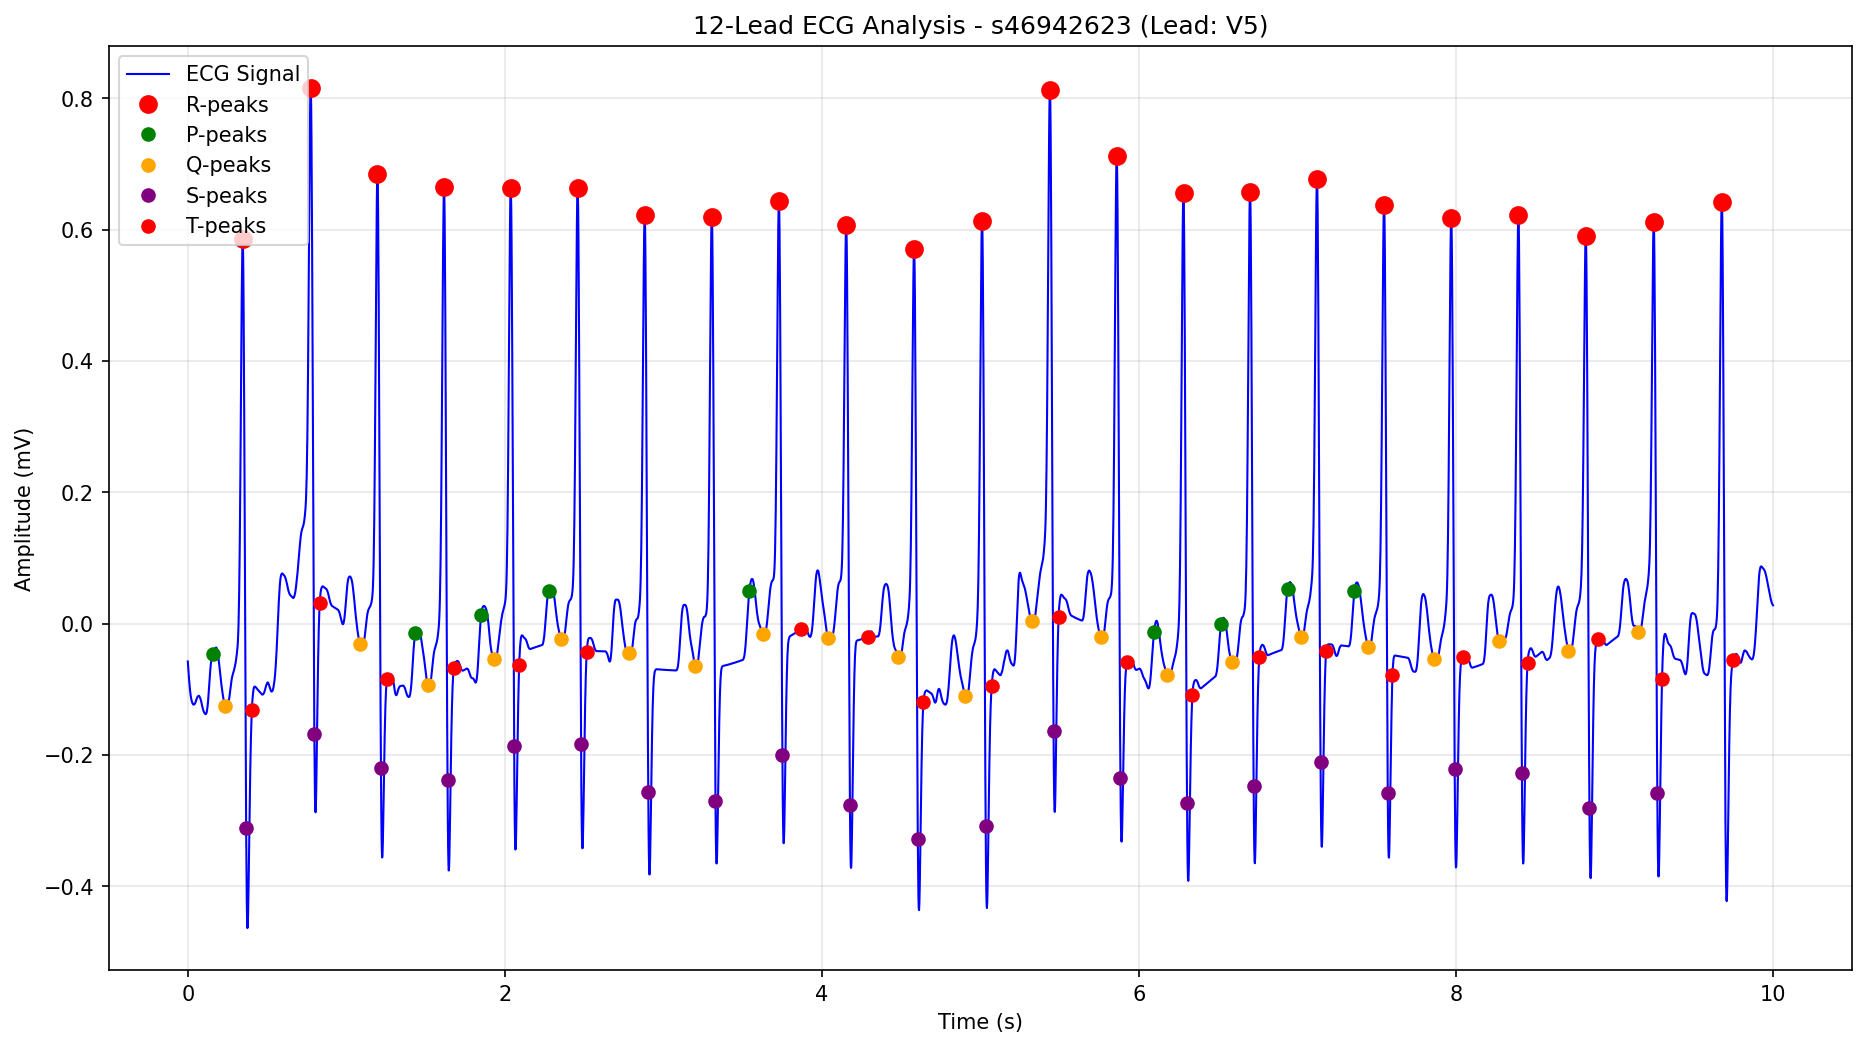 12-Lead ECG Analysis - s46942623 (Lead: V5)
ECG Signal
R-peaks
P-peaks
Q-peaks
S-peaks
T-peaks
Amplitude (mV)
0.8
0.6
0.4
0.2
0.0
−0.2
−0.4
0
2
4
6
8
10
Time (s)